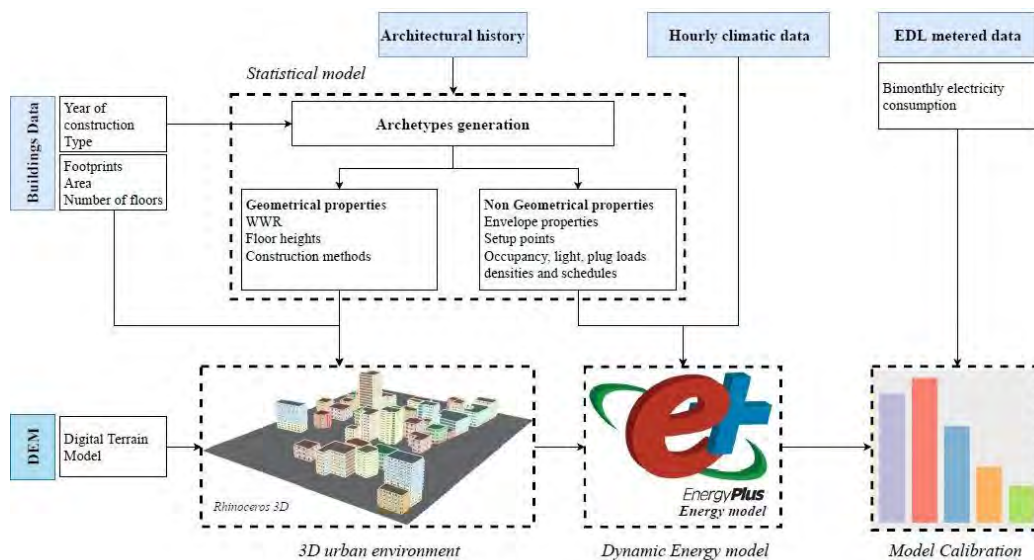 Architectural history
Hourly climatic data
EDL metered data
Statistical model
Bimonthly electricity
consumption
Buildings Data
Year of
construction
Type
Footprints
Area
Number of floors
Archetypes generation
Geometrical properties
WWR
Floor heights
Construction methods
Non Geometrical properties
Envelope properties
Setup points
Occupancy, light, plug loads
densities and schedules
DEM
Digital Terrain
Model
Rhinoceros 3D
e+
EnergyPlus
Energy model
3D urban environment
Dynamic Energy model
Model Calibration